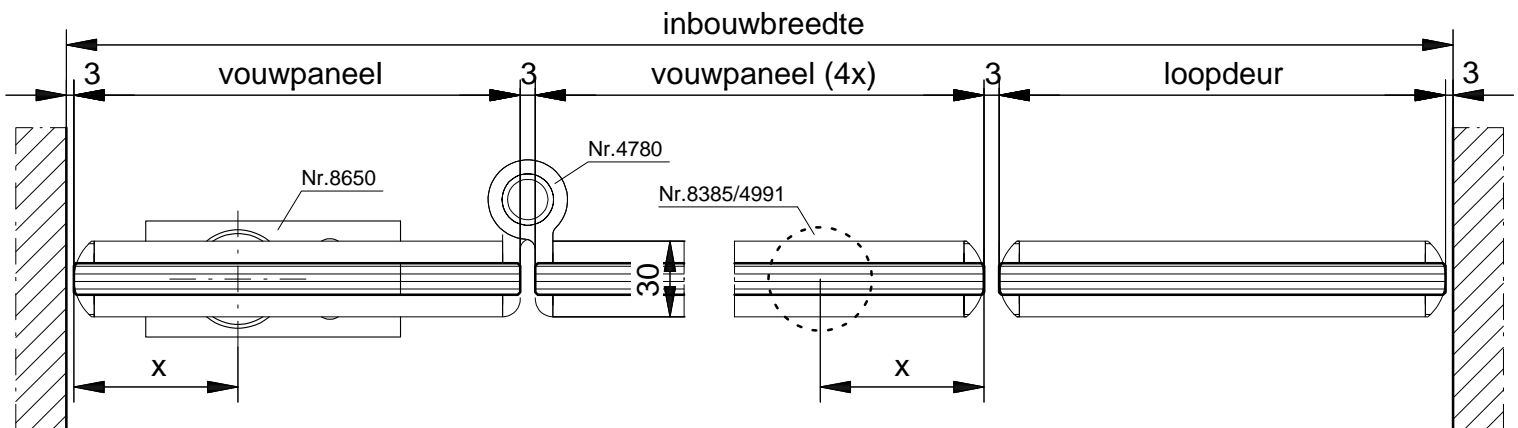 inbouwbreedte
3 vouwpaneel 3 vouwpaneel (4x) 3 loopdeur 3
Nr.4780
Nr.8650
Nr.8385/4991
30
x x